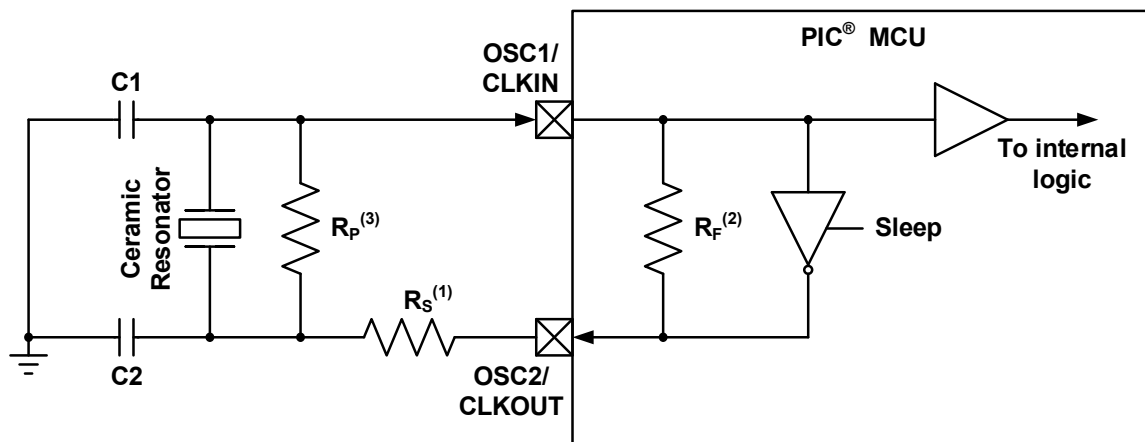 PIC® MCU
OSC1/
CLKIN
C1
To internal
logic
Ceramic
Resonator
RP(3)
RF(2)
Sleep
RS(1)
C2
OSC2/
CLKOUT